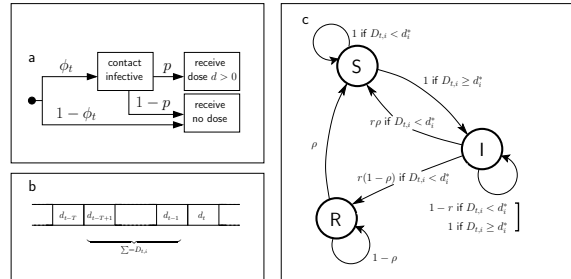 a
ϕ_t
contact
infective
p
receive
dose d > 0
1 − p
1 − ϕ_t
receive
no dose
b
d_{t−T}
d_{t−T+1}
d_{t−1}
d_t
∑=D_{t,i}
c
1 if D_{t,i} < d_i^*
S
1 if D_{t,i} ≥ d_i^*
rρ if D_{t,i} < d_i^*
ρ
I
r(1 − ρ) if D_{t,i} < d_i^*
R
1 − r if D_{t,i} < d_i^*
1 if D_{t,i} ≥ d_i^*
1 − ρ